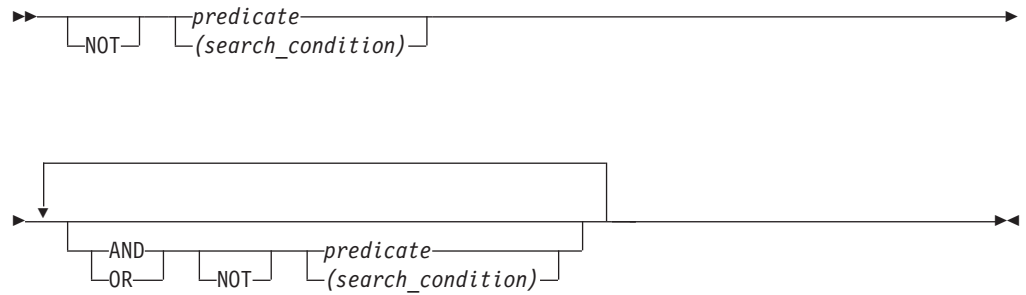 predicate
NOT (search_condition)
AND predicate
OR NOT (search_condition)